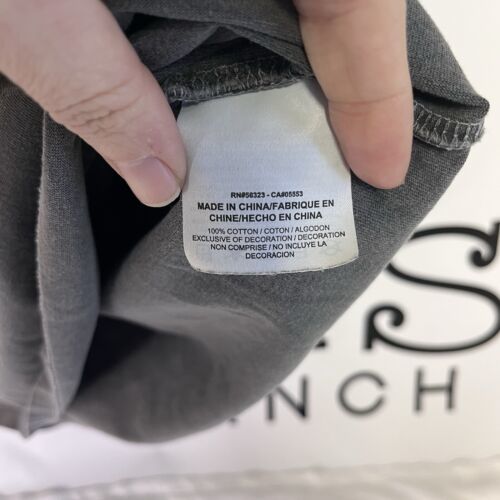 RN#56323 - CA#05553
MADE IN CHINA/FABRIQUE EN
CHINE/HECHO EN CHINA
100% COTTON / COTON / ALGODON
EXCLUSIVE OF DECORATION / DECORATION
NON COMPRISE / NO INCLUYE LA
DECORACION
S
NCH